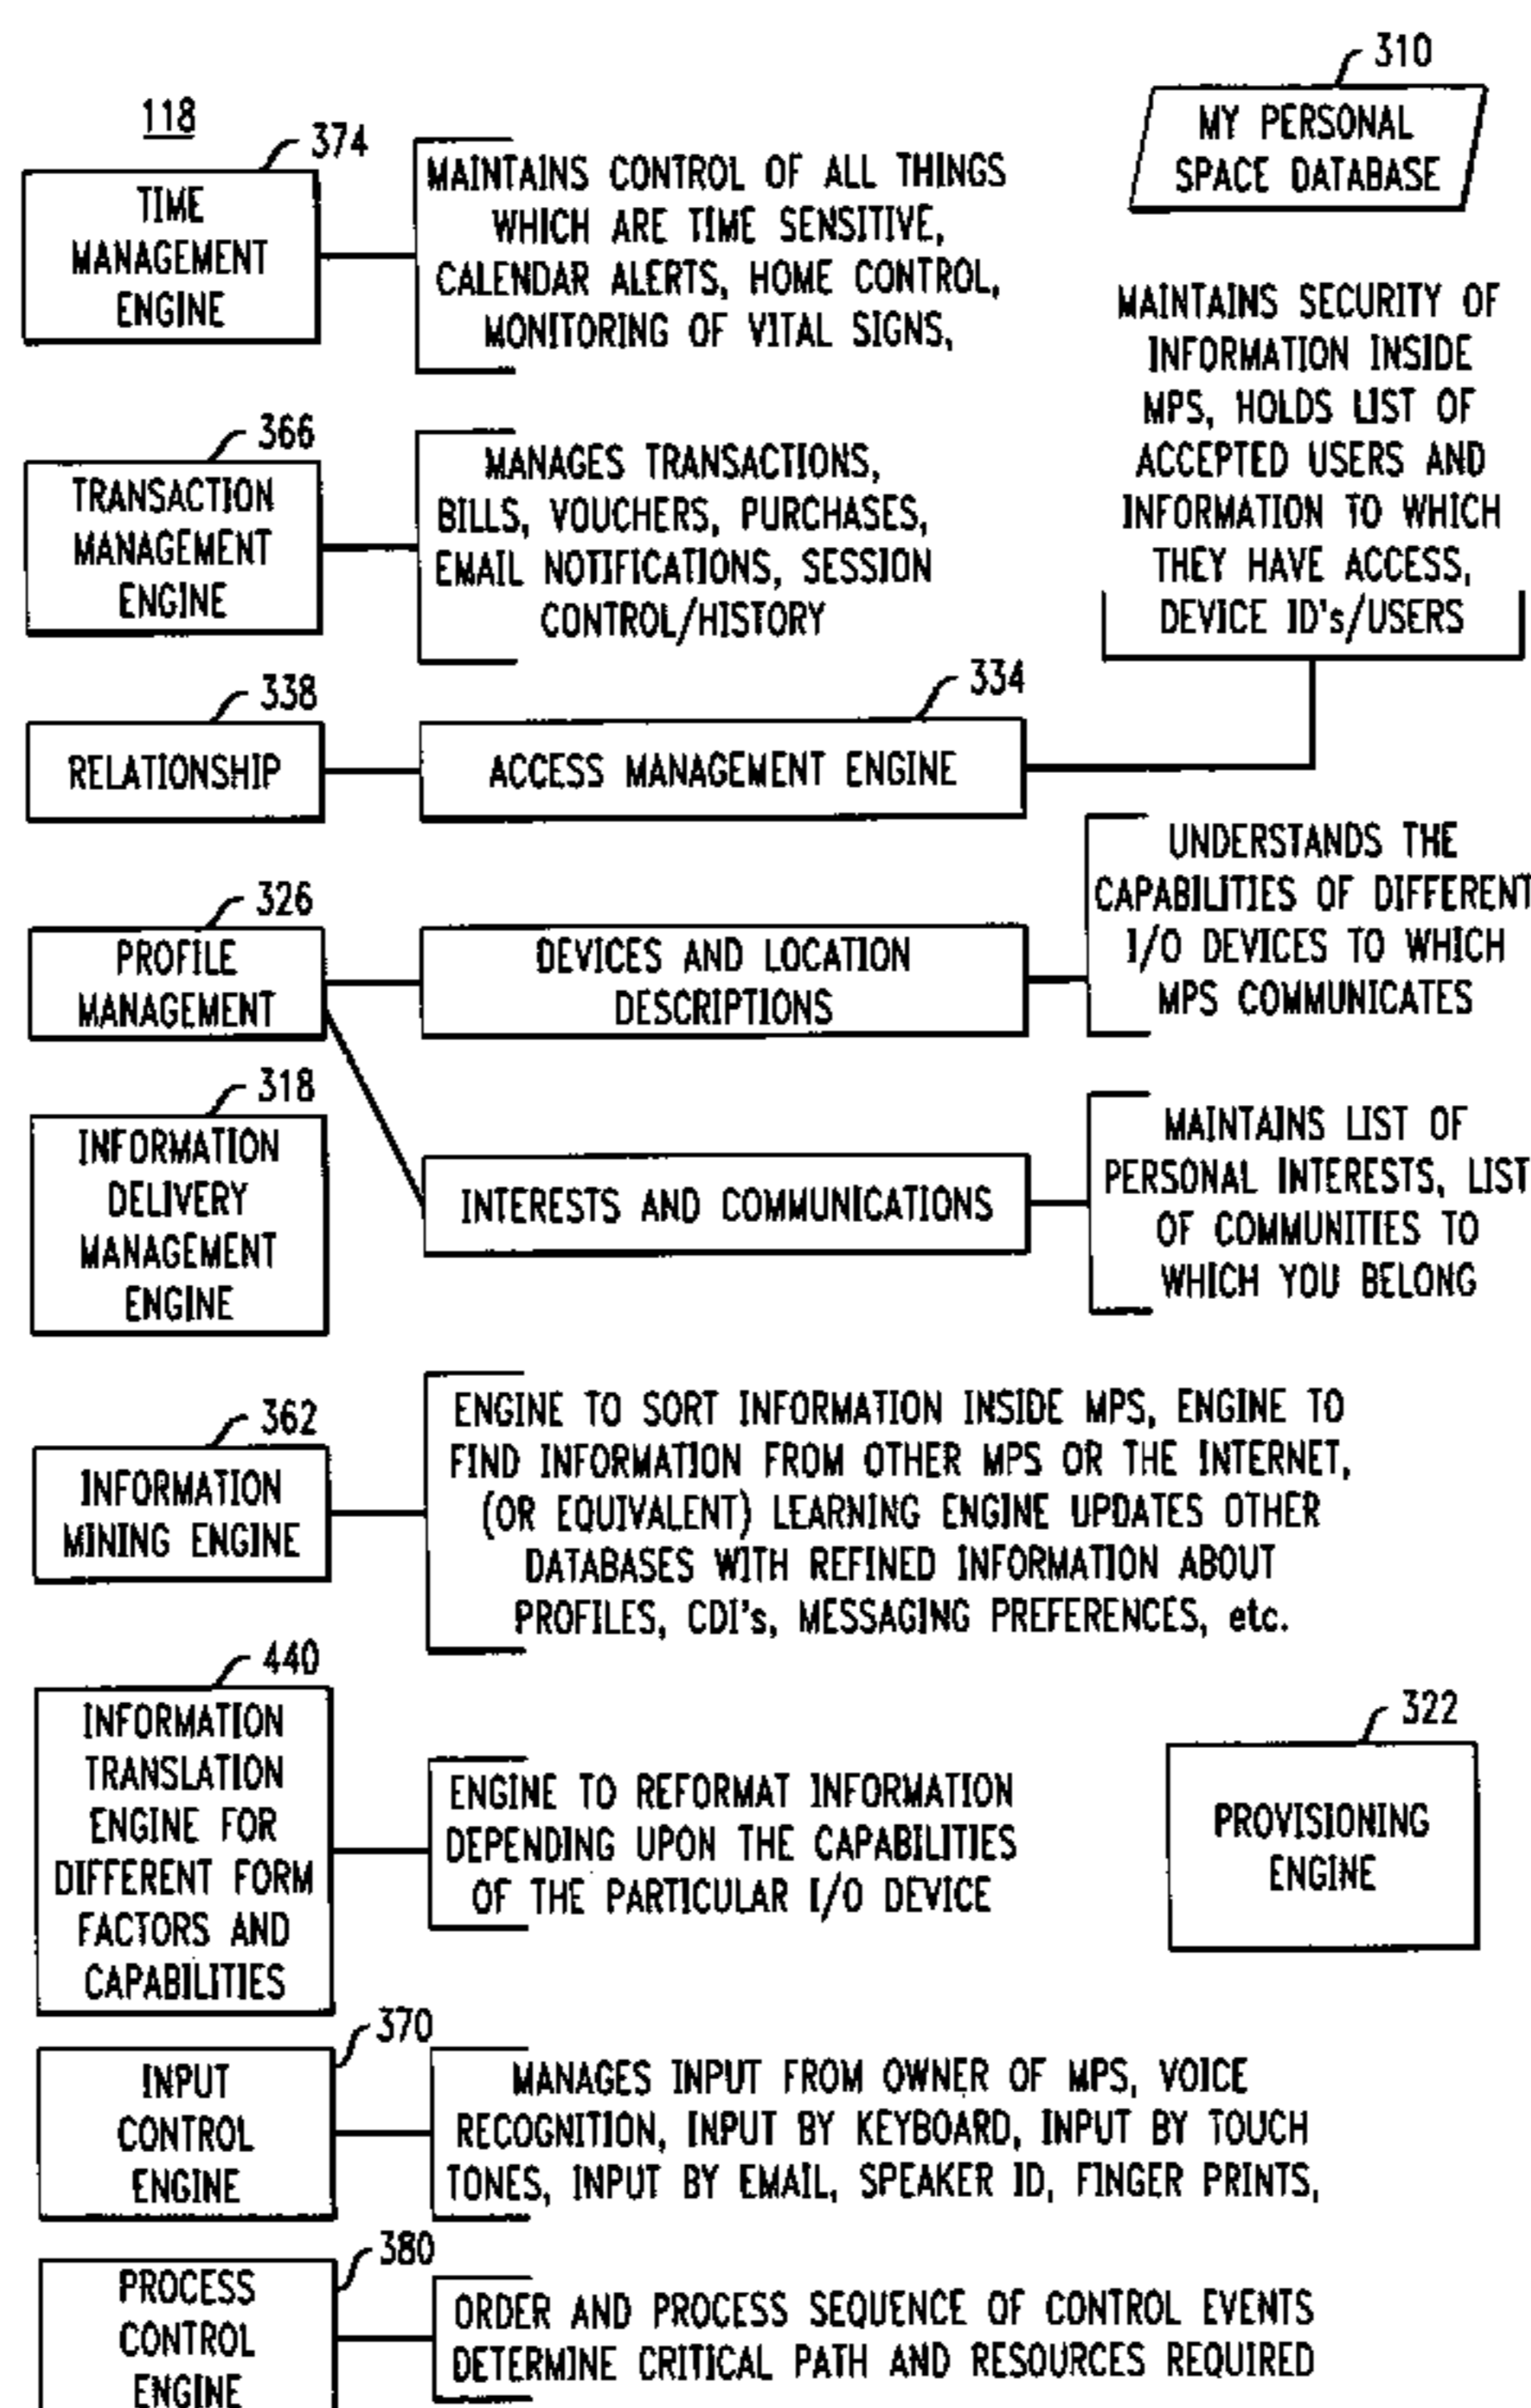 118
374
TIME
MANAGEMENT
ENGINE
MAINTAINS CONTROL OF ALL THINGS
WHICH ARE TIME SENSITIVE,
CALENDAR ALERTS, HOME CONTROL,
MONITORING OF VITAL SIGNS,
310
MY PERSONAL
SPACE DATABASE
366
TRANSACTION
MANAGEMENT
ENGINE
MANAGES TRANSACTIONS,
BILLS, VOUCHERS, PURCHASES,
EMAIL NOTIFICATIONS, SESSION
CONTROL/HISTORY
MAINTAINS SECURITY OF
INFORMATION INSIDE
MPS, HOLDS LIST OF
ACCEPTED USERS AND
INFORMATION TO WHICH
THEY HAVE ACCESS,
DEVICE ID's/USERS
338
RELATIONSHIP
334
ACCESS MANAGEMENT ENGINE
326
PROFILE
MANAGEMENT
DEVICES AND LOCATION
DESCRIPTIONS
UNDERSTANDS THE
CAPABILITIES OF DIFFERENT
I/O DEVICES TO WHICH
MPS COMMUNICATES
318
INFORMATION
DELIVERY
MANAGEMENT
ENGINE
INTERESTS AND COMMUNICATIONS
MAINTAINS LIST OF
PERSONAL INTERESTS, LIST
OF COMMUNITIES TO
WHICH YOU BELONG
362
INFORMATION
MINING ENGINE
ENGINE TO SORT INFORMATION INSIDE MPS, ENGINE TO
FIND INFORMATION FROM OTHER MPS OR THE INTERNET,
(OR EQUIVALENT) LEARNING ENGINE UPDATES OTHER
DATABASES WITH REFINED INFORMATION ABOUT
PROFILES, CDI's, MESSAGING PREFERENCES, etc.
440
INFORMATION
TRANSLATION
ENGINE FOR
DIFFERENT FORM
FACTORS AND
CAPABILITIES
ENGINE TO REFORMAT INFORMATION
DEPENDING UPON THE CAPABILITIES
OF THE PARTICULAR I/O DEVICE
322
PROVISIONING
ENGINE
370
INPUT
CONTROL
ENGINE
MANAGES INPUT FROM OWNER OF MPS, VOICE
RECOGNITION, INPUT BY KEYBOARD, INPUT BY TOUCH
TONES, INPUT BY EMAIL, SPEAKER ID, FINGER PRINTS,
380
PROCESS
CONTROL
ENGINE
ORDER AND PROCESS SEQUENCE OF CONTROL EVENTS
DETERMINE CRITICAL PATH AND RESOURCES REQUIRED